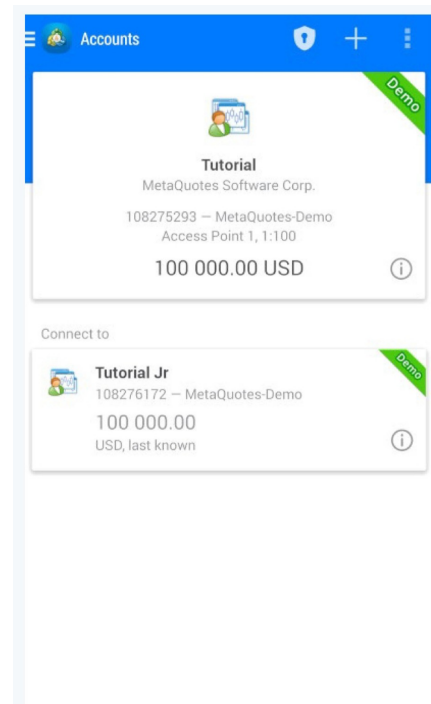 Accounts
Demo
Tutorial
MetaQuotes Software Corp.
108275293 — MetaQuotes-Demo
Access Point 1, 1:100
100 000.00 USD
Connect to
Demo
Tutorial Jr
108276172 — MetaQuotes-Demo
100 000.00
USD, last known